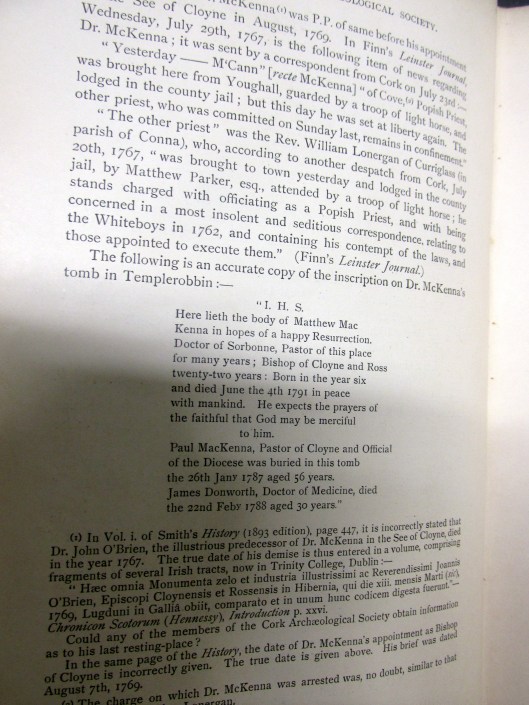 OLOGICAL SOCIETY.
McKenna(¹) was P.P. of same before his appointment
the See of Cloyne in August, 1769. In Finn's Leinster Journal,
Wednesday, July 29th, 1767, is the following item of news regarding
Dr. McKenna; it was sent by a correspondent from Cork on July 23rd:—
"Yesterday —— M'Cann" [recte McKenna] "of Cove,(²) Popish Priest,
was brought here from Youghall, guarded by a troop of light horse, and
lodged in the county jail; but this day he was set at liberty again. The
other priest, who was committed on Sunday last, remains in confinement."
"The other priest" was the Rev. William Lonergan of Curriglass (in
parish of Conna), who, according to another despatch from Cork, July
20th, 1767, "was brought to town yesterday and lodged in the county
jail, by Matthew Parker, esq., attended by a troop of light horse; he
stands charged with officiating as a Popish Priest, and with being
concerned in a most insolent and seditious correspondence, relating to
the Whiteboys in 1762, and containing his contempt of the laws, and
those appointed to execute them." (Finn's Leinster Journal.)
The following is an accurate copy of the inscription on Dr. McKenna's
tomb in Templerobbin:—
"I. H. S.
Here lieth the body of Matthew Mac
Kenna in hopes of a happy Resurrection.
Doctor of Sorbonne, Pastor of this place
for many years; Bishop of Cloyne and Ross
twenty-two years: Born in the year six
and died June the 4th 1791 in peace
with mankind. He expects the prayers of
the faithful that God may be merciful
to him.
Paul MacKenna, Pastor of Cloyne and Official
of the Diocese was buried in this tomb
the 26th Jany 1787 aged 56 years.
James Donworth, Doctor of Medicine, died
the 22nd Feby 1788 aged 30 years."
(1) In Vol. i. of Smith's History (1893 edition), page 447, it is incorrectly stated that
Dr. John O'Brien, the illustrious predecessor of Dr. McKenna in the See of Cloyne, died
in the year 1767. The true date of his demise is thus entered in a volume, comprising
fragments of several Irish tracts, now in Trinity College, Dublin:—
"Hæc omnia Monumenta zelo et industria illustrissimi ac Reverendissimi Joannis
O'Brien, Episcopi Cloynensis et Rossensis in Hibernia, qui die xiii. mensis Marti (sic),
1769, Lugduni in Galliâ obiit, comparato et in unum hunc codicem digesta fuerunt."—
Chronicon Scotorum (Hennessy), Introduction p. xxvi.
Could any of the members of the Cork Archæological Society obtain information
as to his last resting-place?
In the same page of the History, the date of Dr. McKenna's appointment as Bishop
of Cloyne is incorrectly given. The true date is given above. His brief was dated
August 7th, 1769.
(2) The charge on which Dr. McKenna was arrested was, no doubt, similar to that
Lonergan.